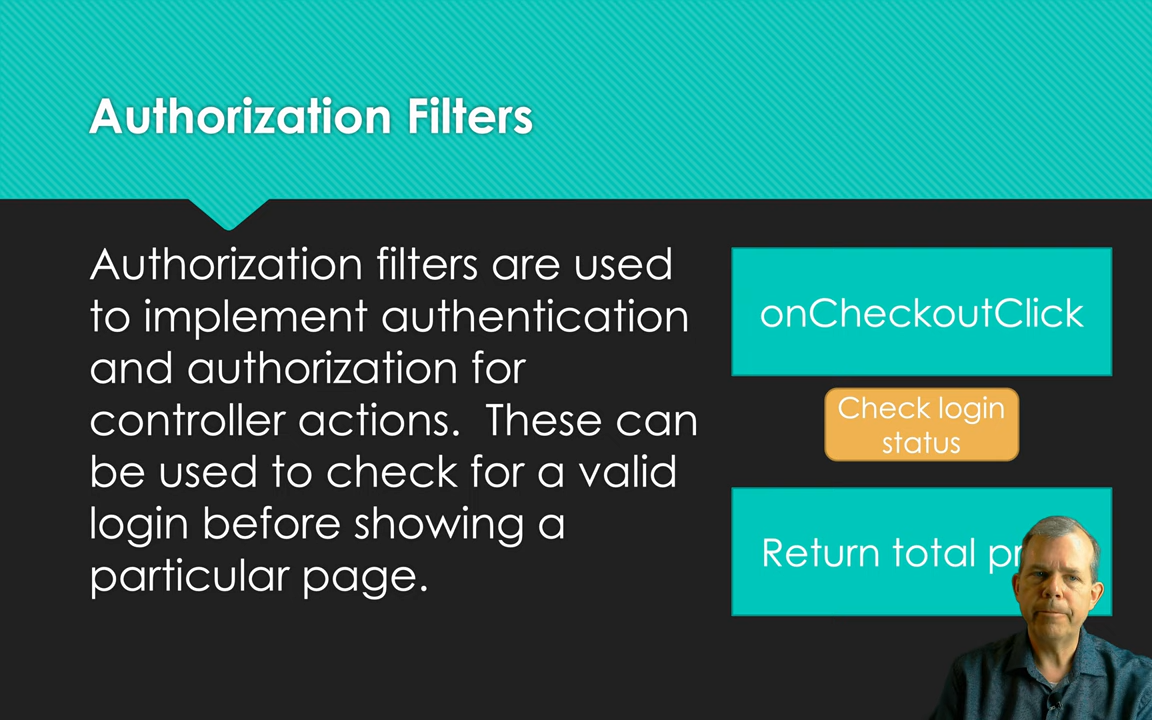 Authorization Filters
Authorization filters are used
to implement authentication
and authorization for
controller actions.  These can
be used to check for a valid
login before showing a
particular page.
onCheckoutClick
Check login
status
Return total